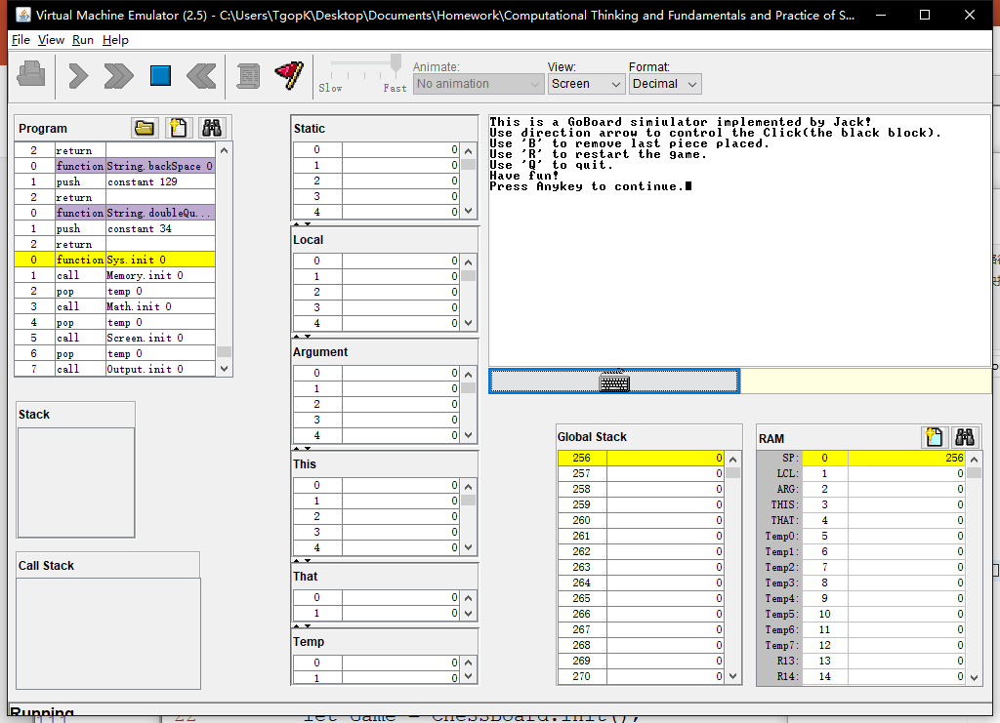 Virtual Machine Emulator (2.5) - C:\Users\TgopK\Desktop\Documents\Homework\Computational Thinking and Fundamentals and Practice of S...
File View Run Help
Slow Fast
Animate:
No animation
View:
Screen
Format:
Decimal
Program
2 return
0 function String.backSpace 0
1 push constant 129
2 return
0 function String.doubleQu...
1 push constant 34
2 return
0 function Sys.init 0
1 call Memory.init 0
2 pop temp 0
3 call Math.init 0
4 pop temp 0
5 call Screen.init 0
6 pop temp 0
7 call Output.init 0
Stack
Call Stack
Static
0 0
1 0
2 0
3 0
4 0
Local
0 0
1 0
2 0
3 0
4 0
Argument
0 0
1 0
2 0
3 0
4 0
This
0 0
1 0
2 0
3 0
4 0
That
0 0
1 0
Temp
0 0
1 0
This is a GoBoard simiulator implemented by Jack!
Use direction arrow to control the Click(the black block).
Use 'B' to remove last piece placed.
Use 'R' to restart the game.
Use 'Q' to quit.
Have fun!
Press Anykey to continue.
Global Stack
256 0
257 0
258 0
259 0
260 0
261 0
262 0
263 0
264 0
265 0
266 0
267 0
268 0
269 0
270 0
RAM
SP: 0 256
LCL: 1 0
ARG: 2 0
THIS: 3 0
THAT: 4 0
Temp0: 5 0
Temp1: 6 0
Temp2: 7 0
Temp3: 8 0
Temp4: 9 0
Temp5: 10 0
Temp6: 11 0
Temp7: 12 0
R13: 13 0
R14: 14 0
Running
22 let Game = ChessBoard.init();